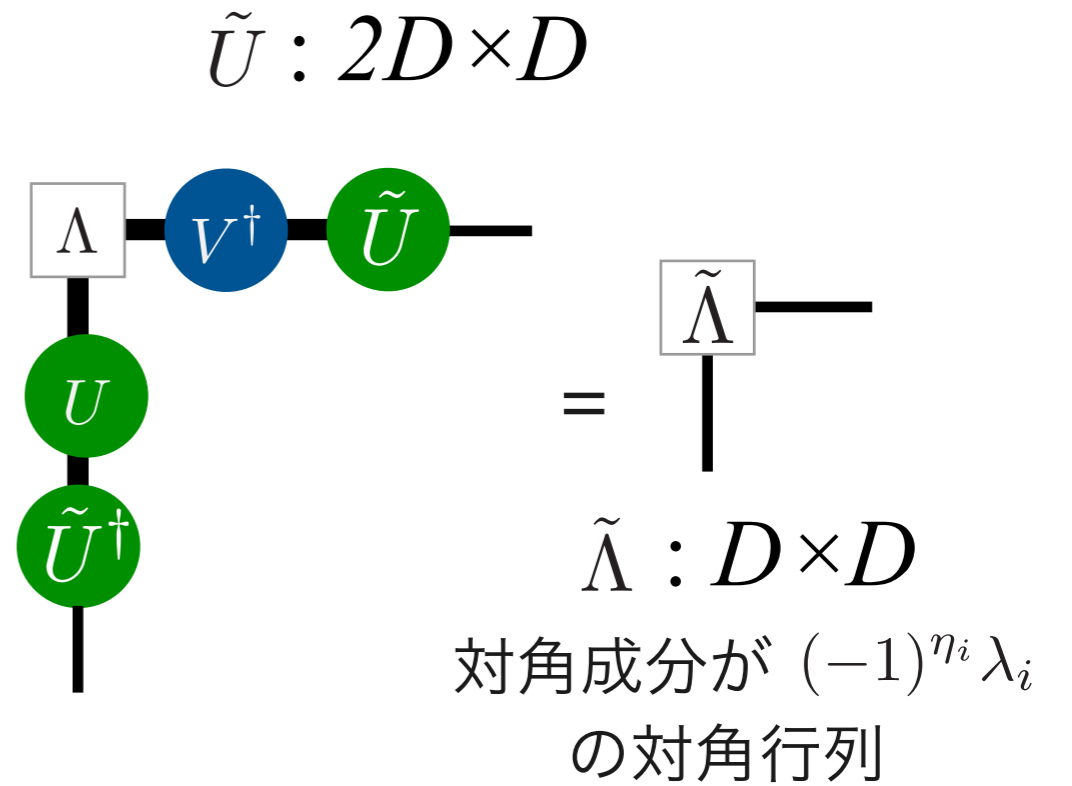 Ũ : 2D×D
Λ V† Ũ
Λ̃
U
=
Ũ†
Λ̃ : D×D
対角成分が (−1)^{η_i} λ_i
の対角行列